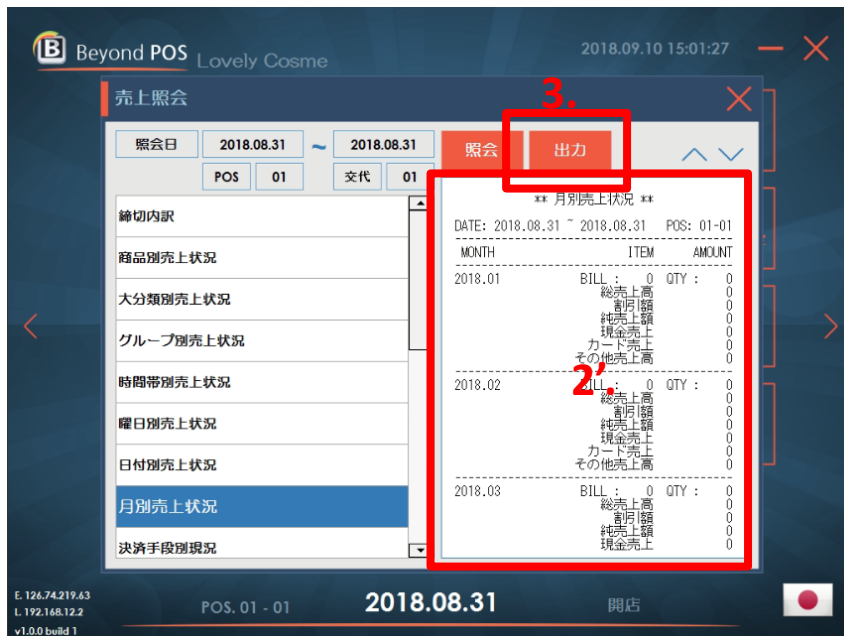 Beyond POS Lovely Cosme
2018.09.10 15:01:27
売上照会
3.
照会日 2018.08.31 ~ 2018.08.31 照会 出力
POS 01 交代 01
締切内訳
商品別売上状況
大分類別売上状況
グループ別売上状況
時間帯別売上状況
曜日別売上状況
日付別売上状況
月別売上状況
決済手段別現況
** 月別売上状況 **
DATE: 2018.08.31 ~ 2018.08.31 POS: 01-01
MONTH ITEM AMOUNT
2018.01 BILL : 0 QTY : 0
総売上高 0
割引額 0
純売上額 0
現金売上 0
カード売上 0
その他売上高 0
2'.
2018.02 BILL : 0 QTY : 0
総売上高 0
割引額 0
純売上額 0
現金売上 0
カード売上 0
その他売上高 0
2018.03 BILL : 0 QTY : 0
総売上高 0
割引額 0
純売上額 0
現金売上 0
E. 126.74.219.63
L. 192.168.12.2
v1.0.0 build 1
POS. 01 - 01
2018.08.31
開店